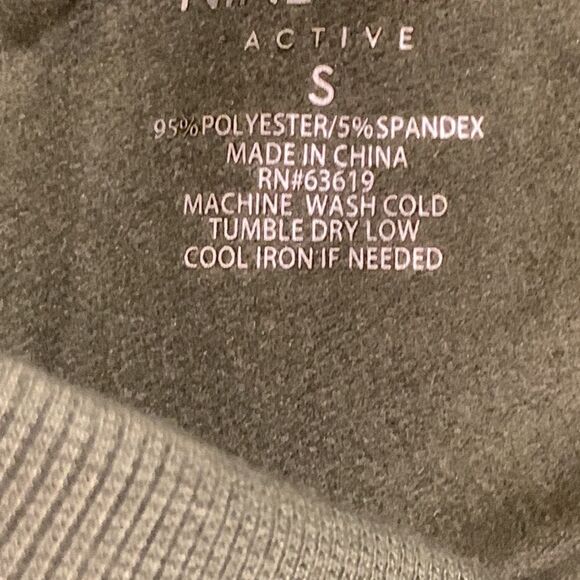 ACTIVE
S
95%POLYESTER/5%SPANDEX
MADE IN CHINA
RN#63619
MACHINE WASH COLD
TUMBLE DRY LOW
COOL IRON IF NEEDED